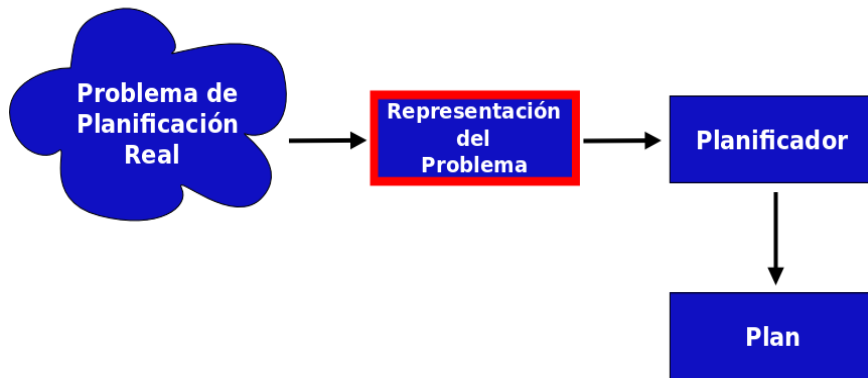 Problema de
Planificación
Real
Representación
del
Problema
Planificador
Plan